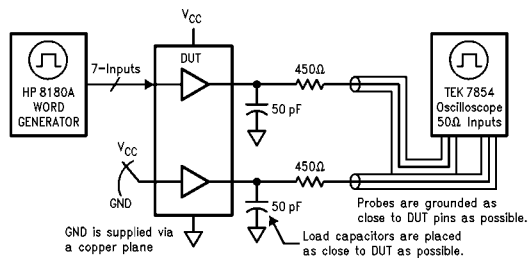 VCC
DUT
HP 8180A
WORD
GENERATOR
7-Inputs
450Ω
50 pF
TEK 7854
Oscilloscope
50Ω Inputs
VCC
GND
450Ω
50 pF
Probes are grounded as
close to DUT pins as possible.
GND is supplied via
a copper plane
Load capacitors are placed
as close to DUT as possible.